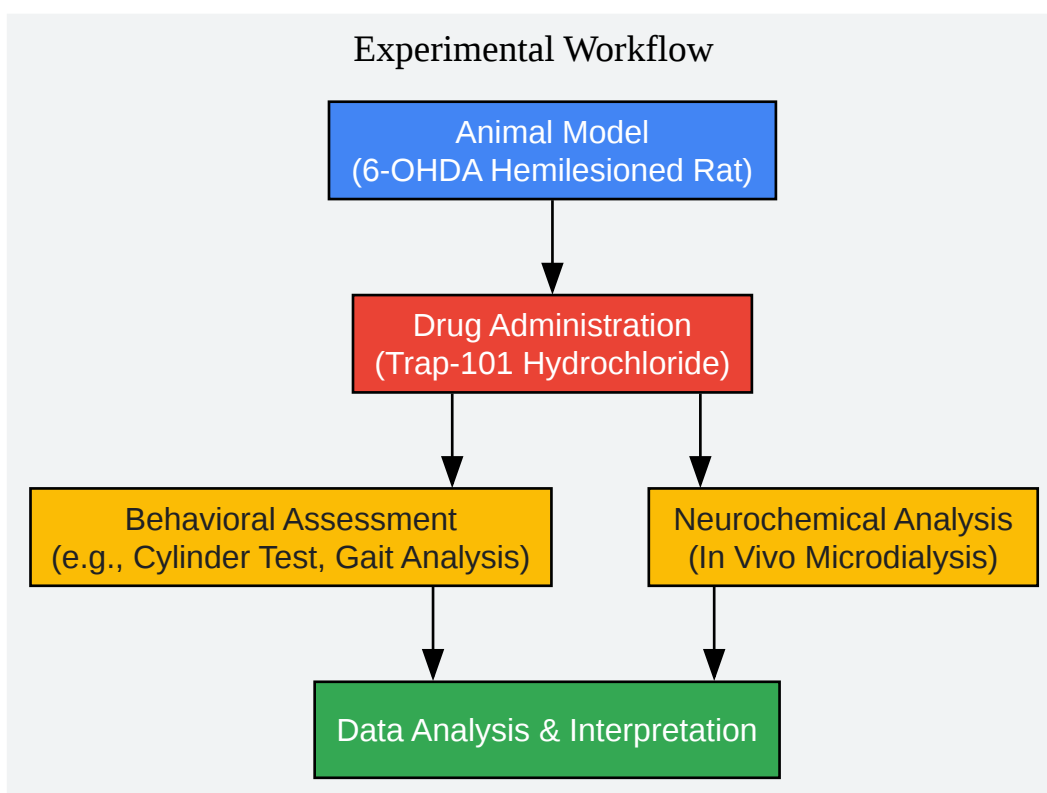 Experimental Workflow
Animal Model
(6-OHDA Hemilesioned Rat)
Drug Administration
(Trap-101 Hydrochloride)
Behavioral Assessment
(e.g., Cylinder Test, Gait Analysis)
Neurochemical Analysis
(In Vivo Microdialysis)
Data Analysis & Interpretation